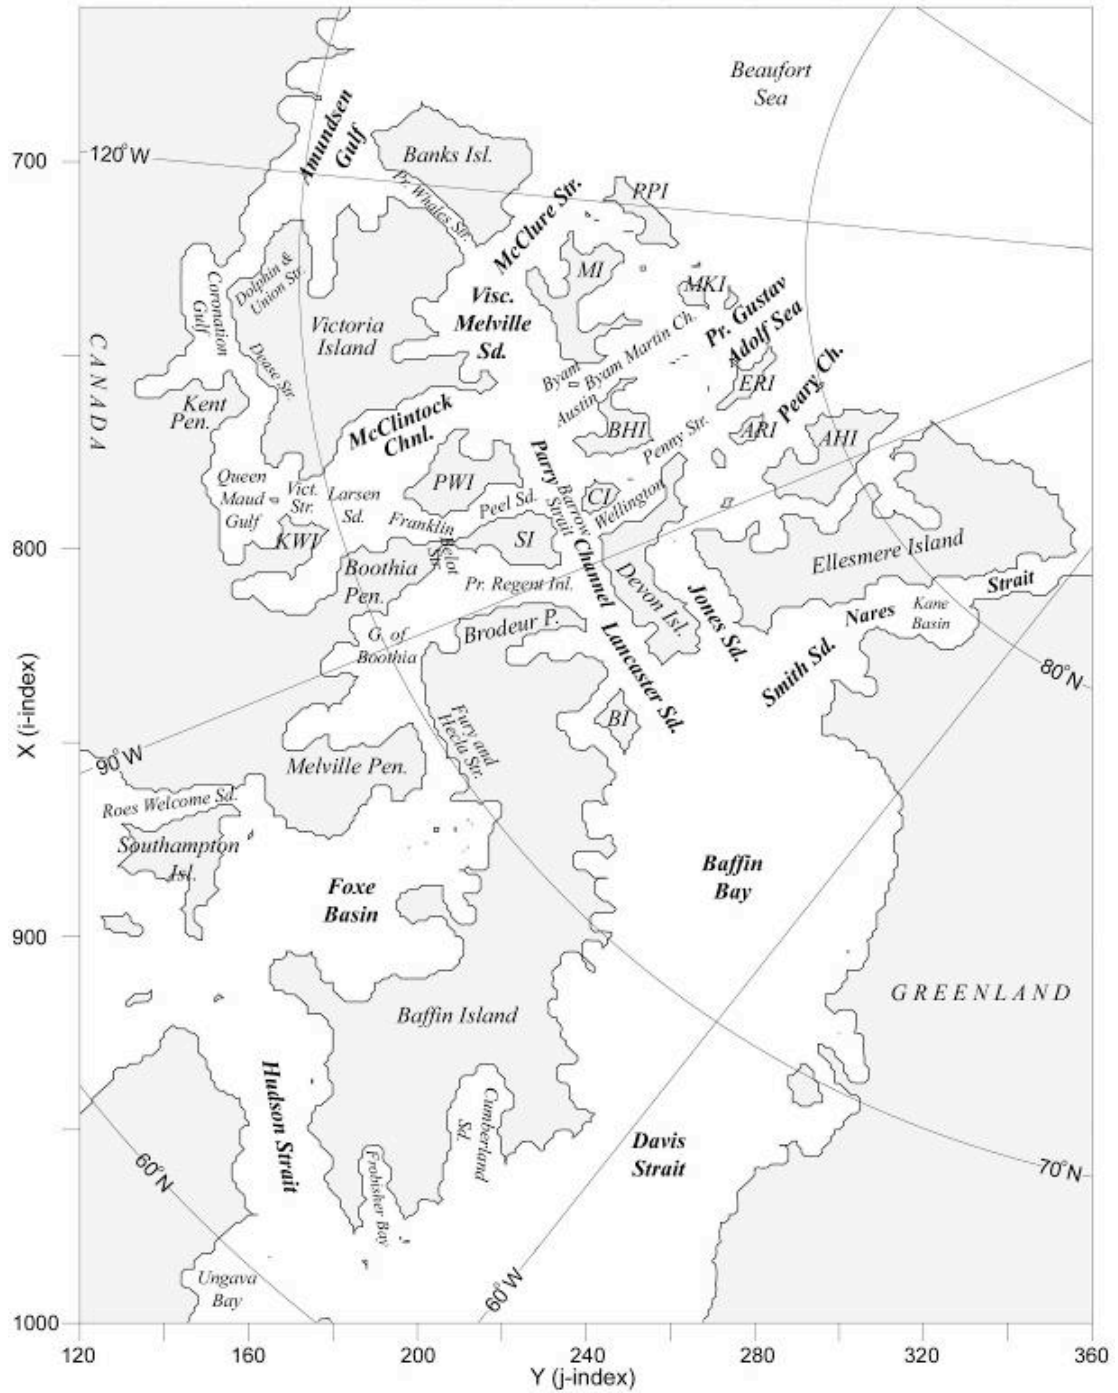 Beaufort
Sea
Amundsen
Gulf
120°W
700
Banks Isl.
Pr. Whales Str.
McClure Str.
PPI
MI
MKI
Dolphin &
Union Str.
Coronation
Gulf
Visc.
Melville
Sd.
Pr. Gustav
Adolf Sea
Victoria
Island
CANADA
Byam
Byam Martin Ch.
Dease Str.
Peary Ch.
ERI
Kent
Pen.
Austin
McClintock
Chnl.
BHI
ARI
AHI
Penny Str.
Parry
Channel
Queen
Maud
Gulf
Vict.
Str.
Larsen
Sd.
PWI
Peel Sd.
Barrow
Strait
CI
Wellington
Franklin
Str.
Belot
KWI
SI
800
Boothia
Pen.
Ellesmere Island
Pr. Regent Inl.
Devon Isl.
Jones Sd.
Strait
Nares
Kane
Basin
G. of
Boothia
Brodeur P.
Lancaster Sd.
Smith Sd.
80°N
X (i-index)
BI
Fury and
Hecla Str.
90°W
Melville Pen.
Roes Welcome Sd.
Southampton
Isl.
Foxe
Basin
Baffin
Bay
900
GREENLAND
Baffin Island
Hudson Strait
Cumberland
Sd.
Davis
Strait
60°N
Frobisker Bay
70°N
Ungava
Bay
60°W
1000
120
160
200
240
280
320
360
Y (j-index)